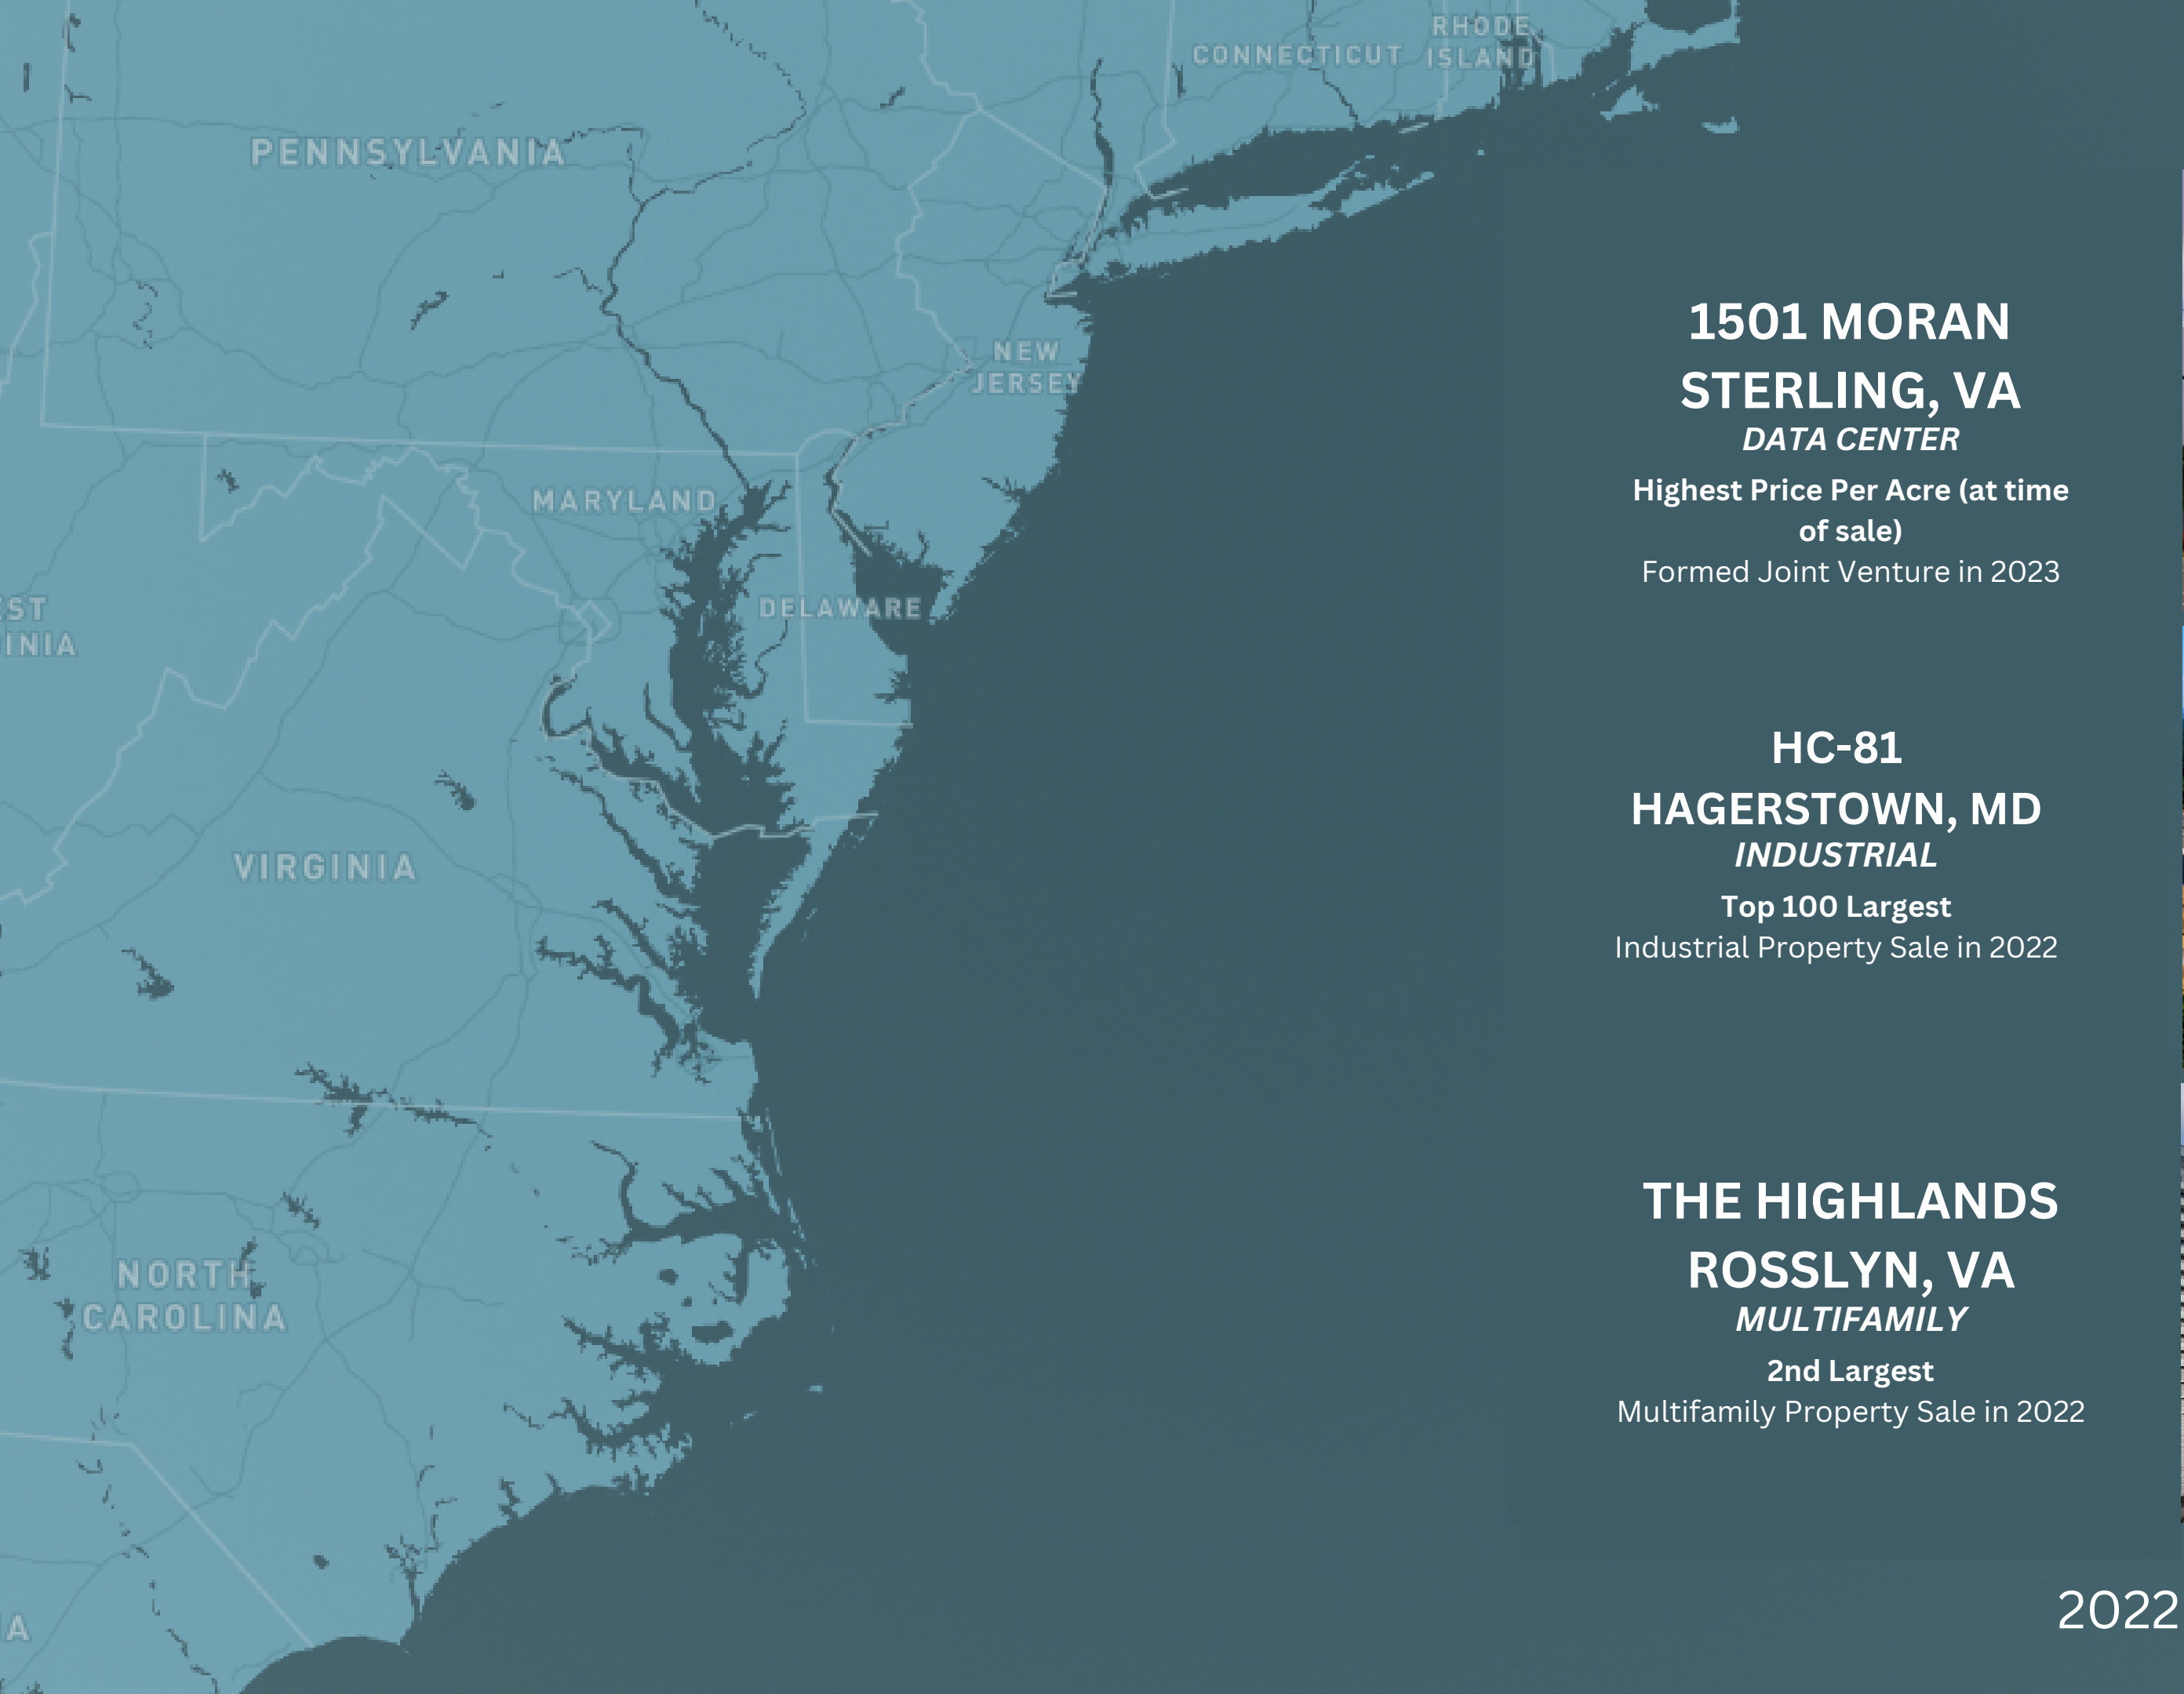 RHODE
ISLAND
CONNECTICUT
PENNSYLVANIA
NEW
JERSEY
MARYLAND
DELAWARE
EST
INIA
VIRGINIA
NORTH
CAROLINA
A
1501 MORAN
STERLING, VA
DATA CENTER
Highest Price Per Acre (at time
of sale)
Formed Joint Venture in 2023
HC-81
HAGERSTOWN, MD
INDUSTRIAL
Top 100 Largest
Industrial Property Sale in 2022
THE HIGHLANDS
ROSSLYN, VA
MULTIFAMILY
2nd Largest
Multifamily Property Sale in 2022
2022